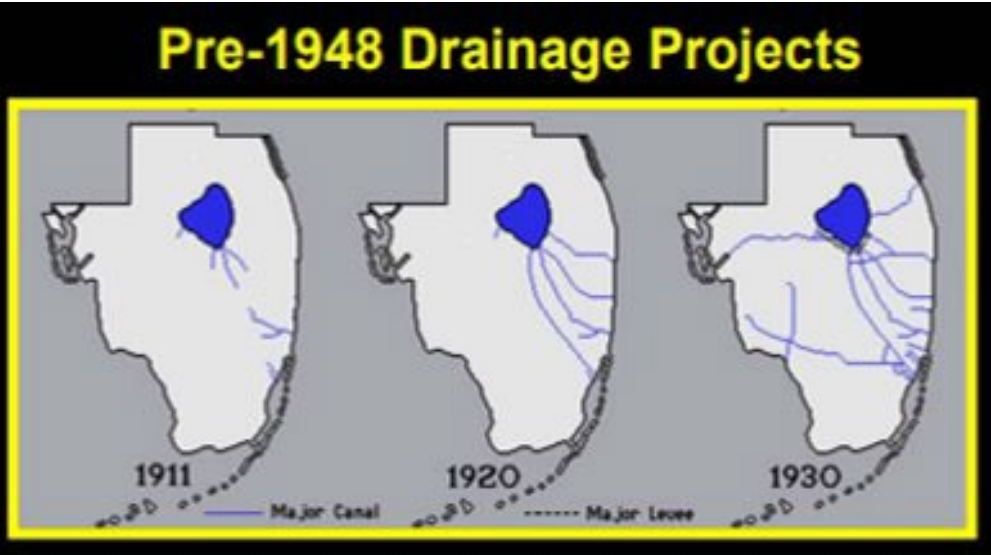 Pre-1948 Drainage Projects
1911
1920
1930
Major Canal
Major Levee